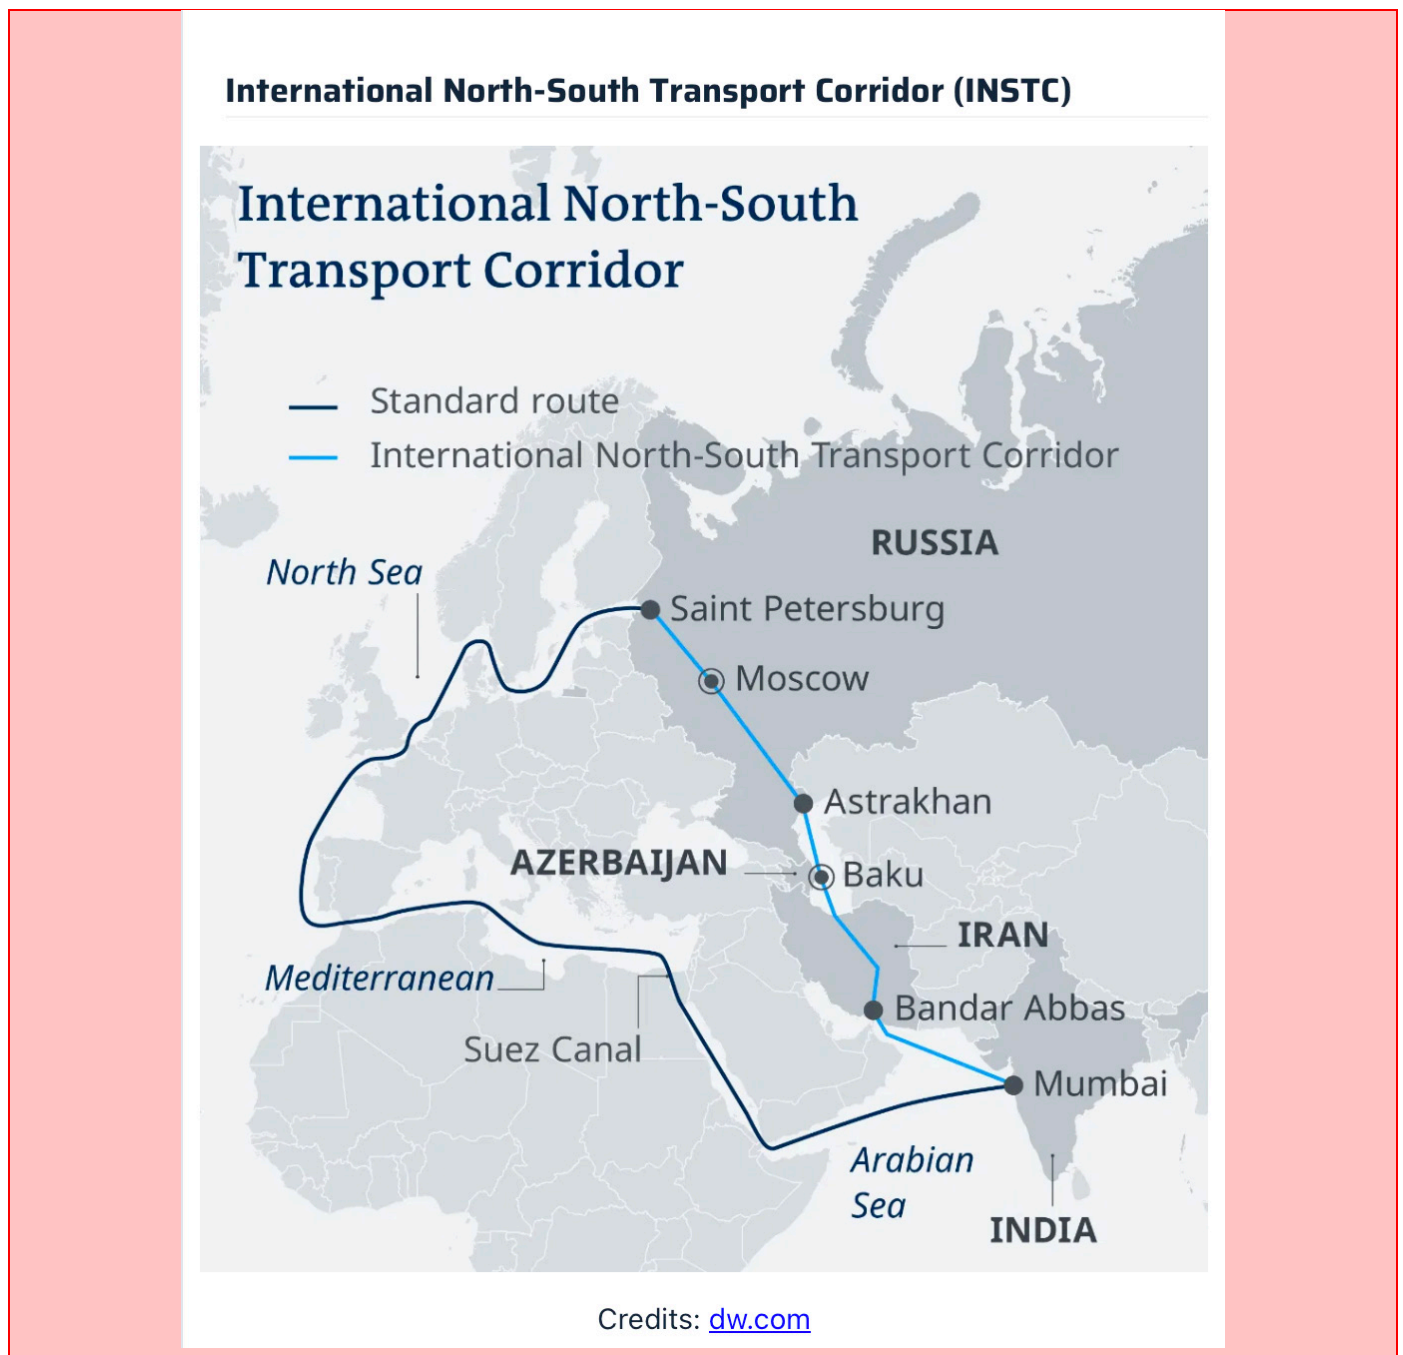 International North-South Transport Corridor (INSTC)
International North-South
Transport Corridor
Standard route
International North-South Transport Corridor
RUSSIA
North Sea
Saint Petersburg
Moscow
Astrakhan
AZERBAIJAN
Baku
IRAN
Mediterranean
Bandar Abbas
Suez Canal
Mumbai
Arabian
Sea
INDIA
Credits: dw.com